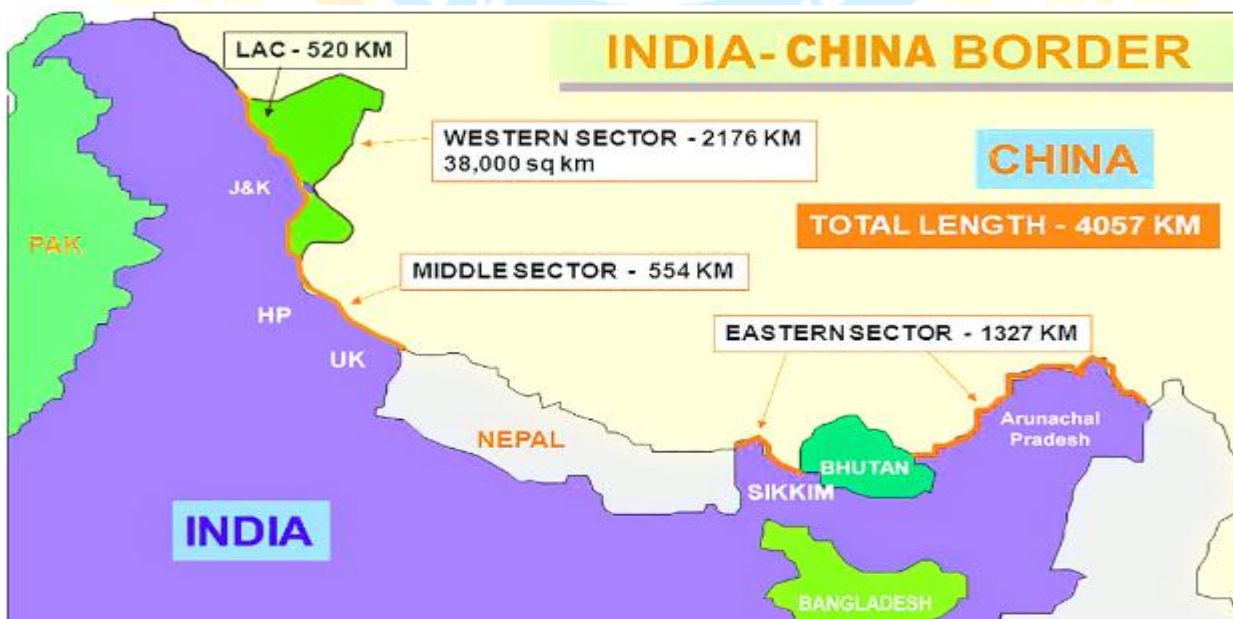 LAC - 520 KM
INDIA- CHINA BORDER
WESTERN SECTOR - 2176 KM
38,000 sq km
CHINA
J&K
TOTAL LENGTH - 4057 KM
PAK
MIDDLE SECTOR - 554 KM
HP
EASTERN SECTOR - 1327 KM
UK
Arunachal
Pradesh
NEPAL
BHUTAN
SIKKIM
INDIA
BANGLADESH